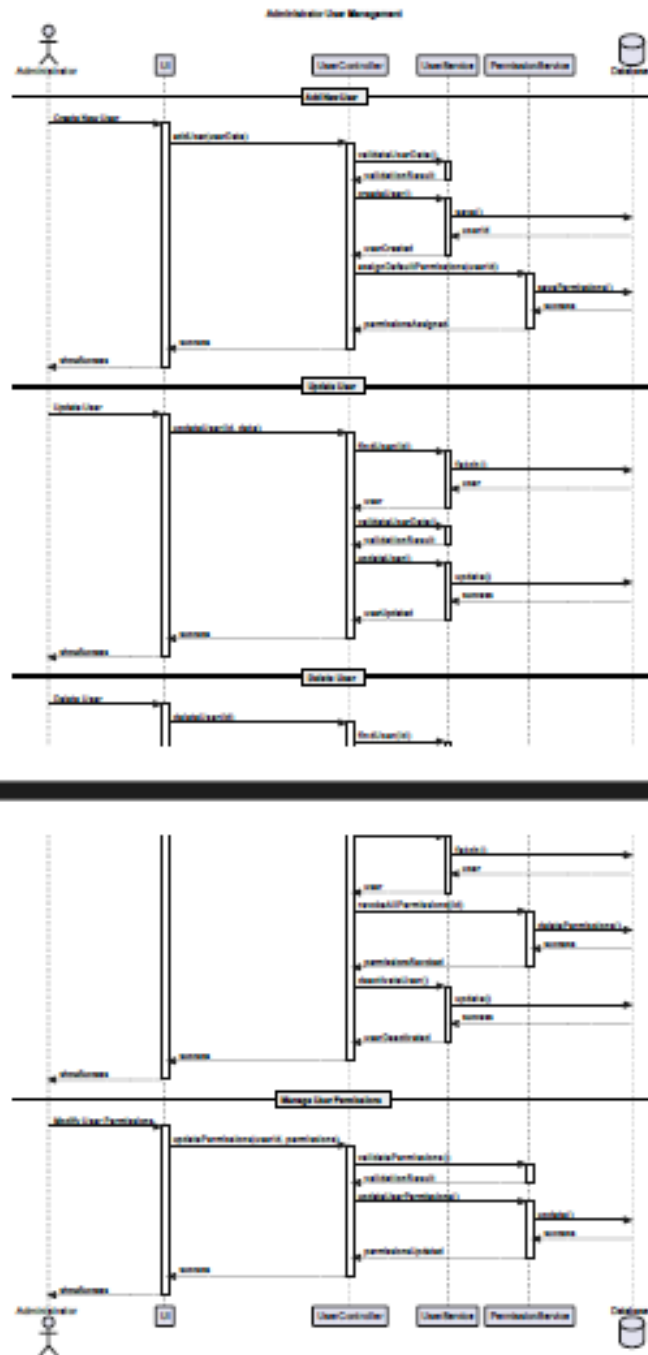 Administrator User Management
Administrator
UI
UserController
UserService
PermissionService
Database
Add New User
Create New User
addUser(userData)
validateUserData()
validationResult
createUser()
save()
userId
userCreated
assignDefaultPermissions(userId)
savePermissions()
success
permissionsAssigned
success
showSuccess
Update User
Update User
updateUser(id, data)
findUser(id)
fetch()
user
user
validateUserData()
validationResult
updateUser()
update()
success
userUpdated
success
showSuccess
Delete User
Delete User
deleteUser(id)
findUser(id)
fetch()
user
user
revokeAllPermissions(id)
deletePermissions()
success
permissionsRevoked
deactivateUser()
update()
success
userDeactivated
success
showSuccess
Manage User Permissions
Modify User Permissions
updatePermissions(userId, permissions)
validatePermissions()
validationResult
updateUserPermissions()
update()
success
permissionsUpdated
success
showSuccess
Administrator
UI
UserController
UserService
PermissionService
Database